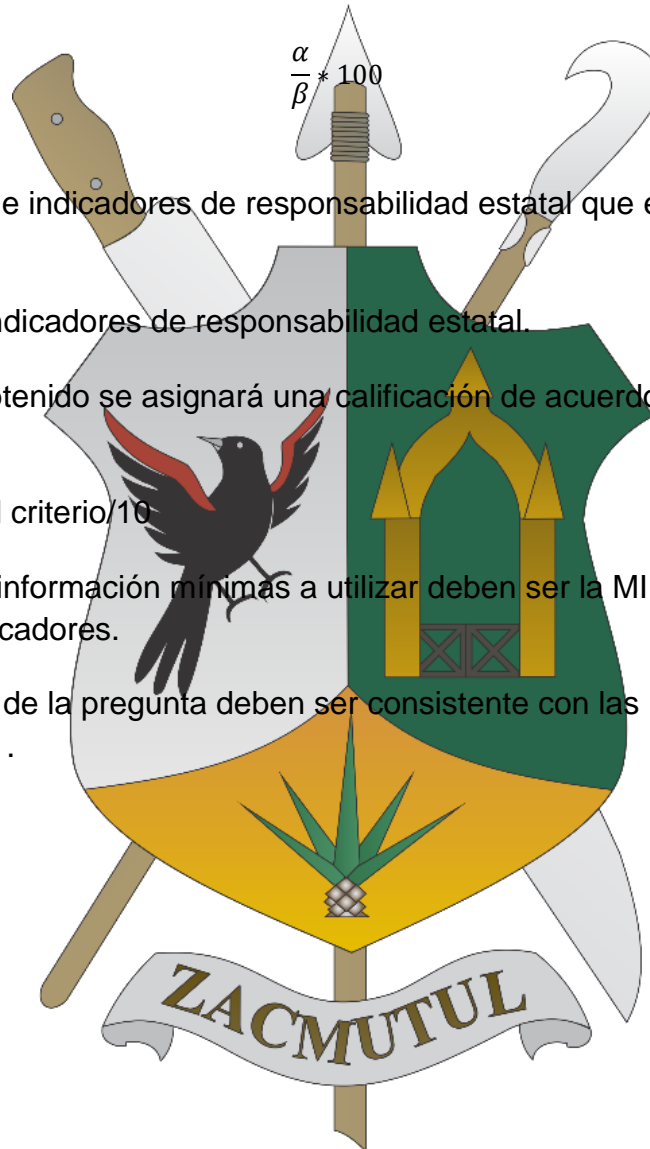 α
β * 100
e indicadores de responsabilidad estatal que e
ndicadores de responsabilidad estatal.
tenido se asignará una calificación de acuerdo
l criterio/10
información mínimas a utilizar deben ser la MI
cadores.
de la pregunta deben ser consistente con las
.
ZACMUTUL